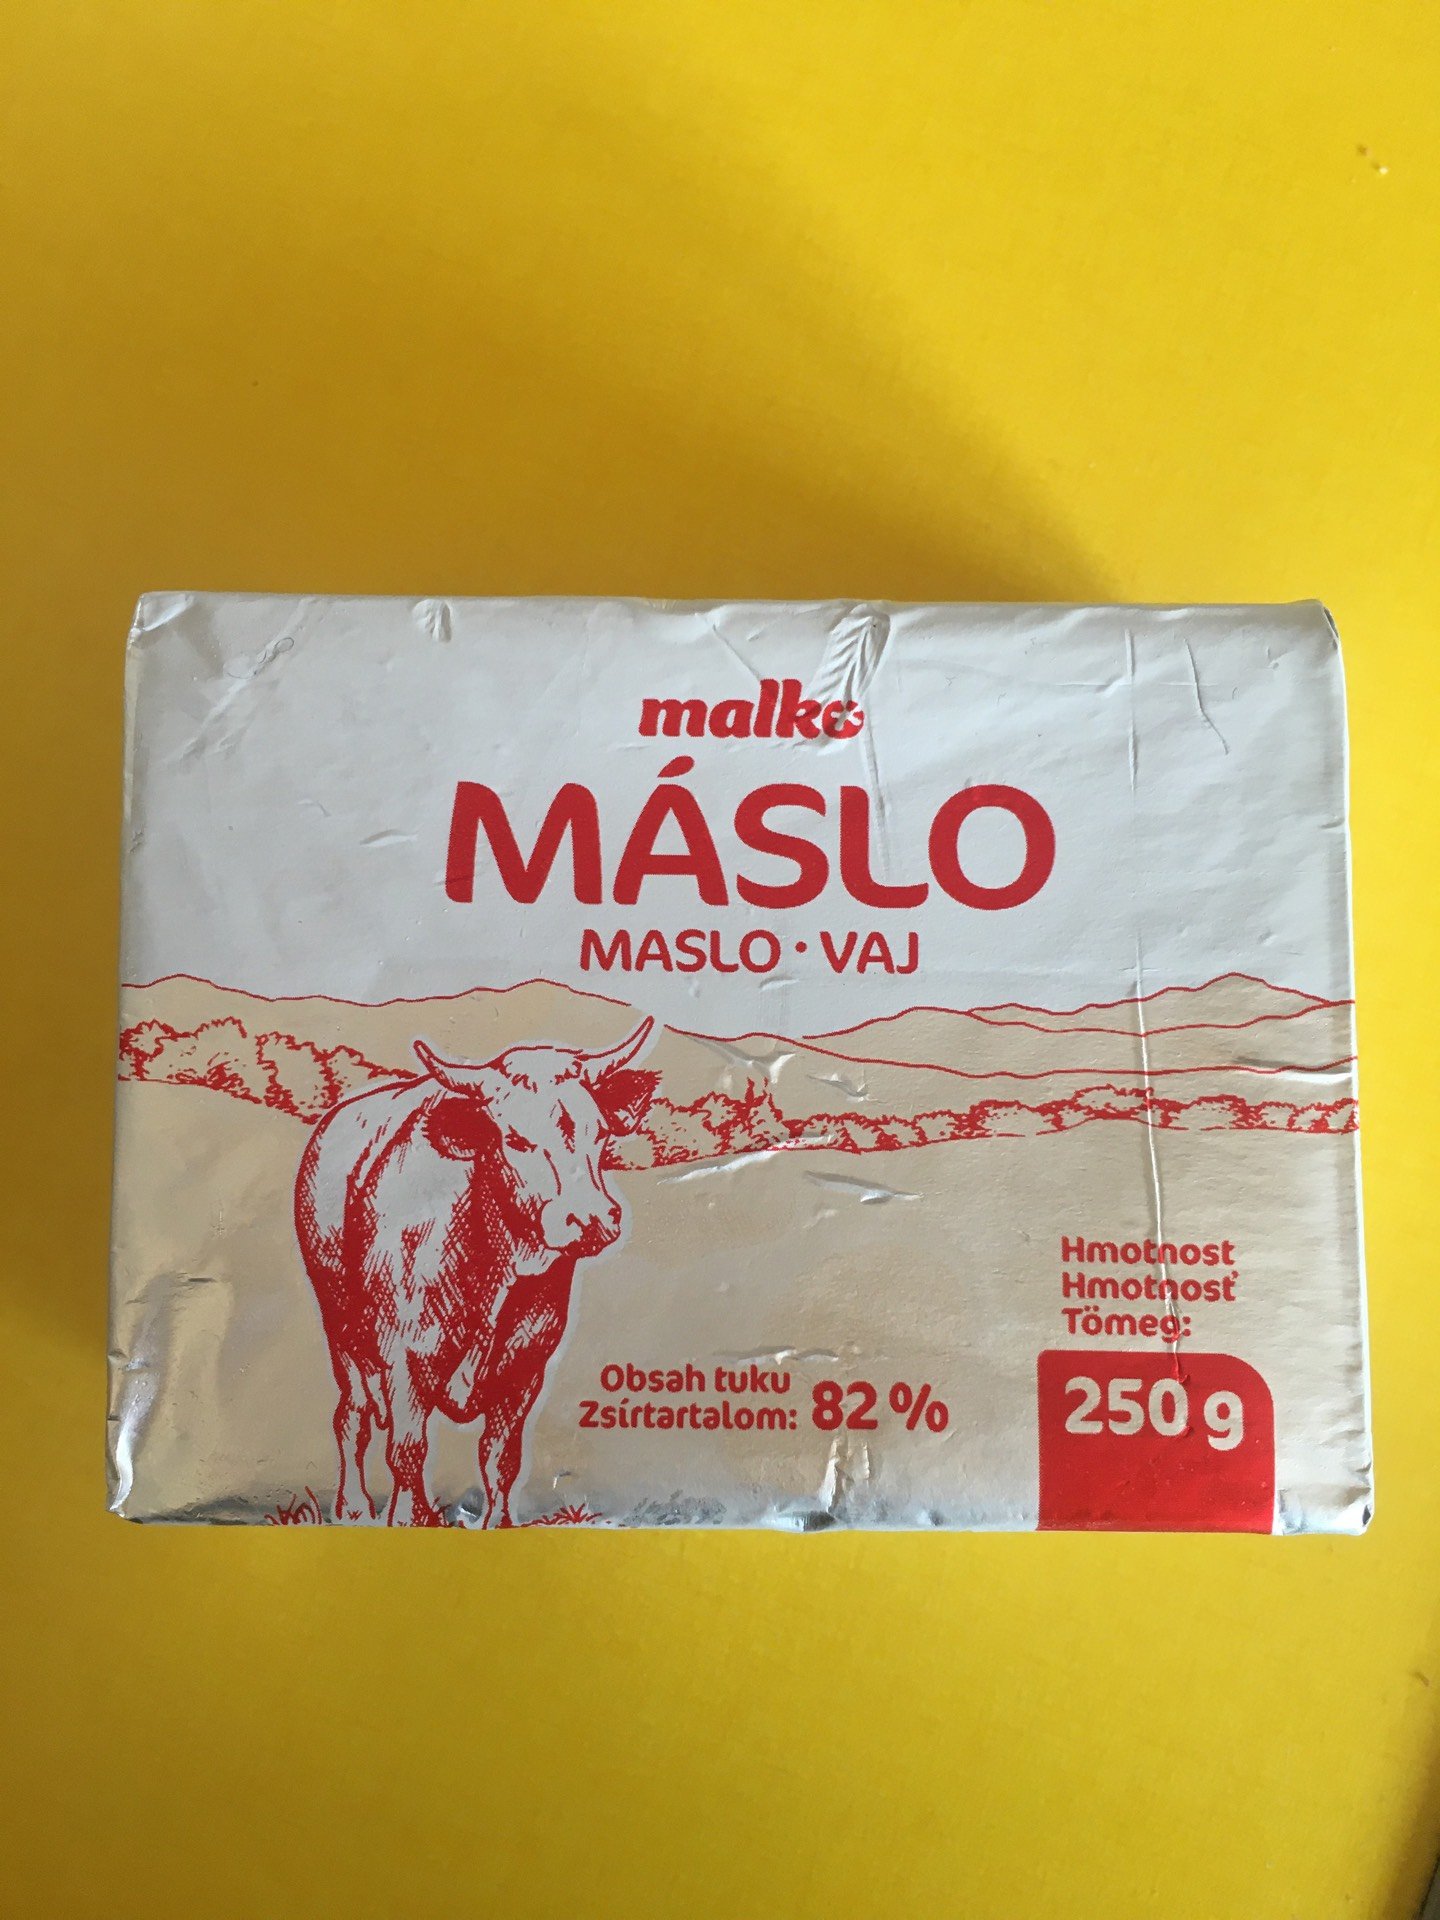 malko
MÁSLO
MASLO · VAJ
Hmotnost
Hmotnosť
Tömeg:
250 g
Obsah tuku
Zsírtartalom: 82 %